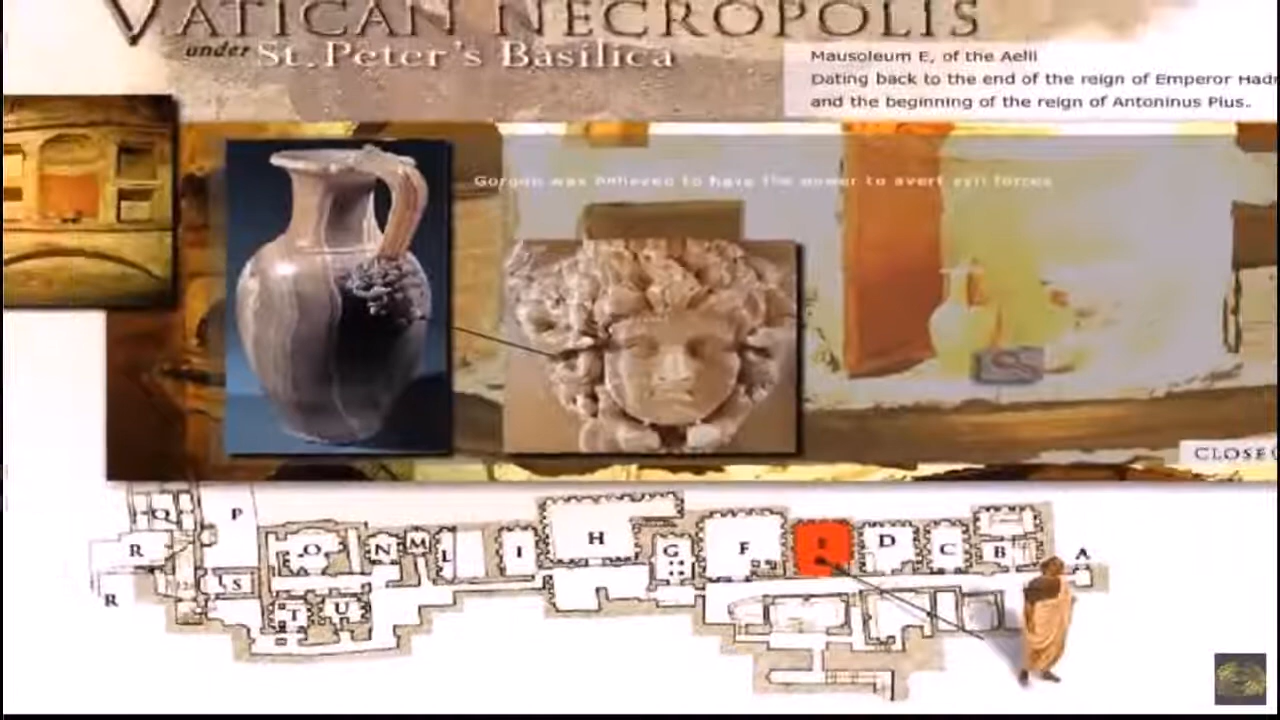 VATICAN NECROPOLIS
under St. Peter's Basilica
Mausoleum E, of the Aelii
Dating back to the end of the reign of Emperor Hadr
and the beginning of the reign of Antoninus Pius.
Gorgon was believed to have the power to avert evil forces
CLOSE
Q P
R O N M L I H G F E D C B A
S
R T U